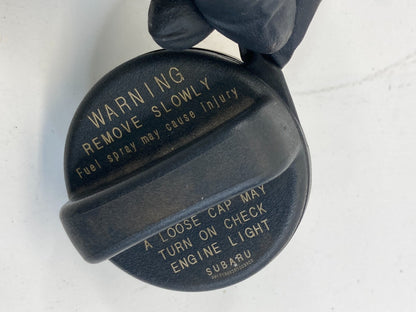 WARNING
REMOVE SLOWLY
Fuel spray may cause injury
A LOOSE CAP MAY
TURN ON CHECK
ENGINE LIGHT
SUBARU